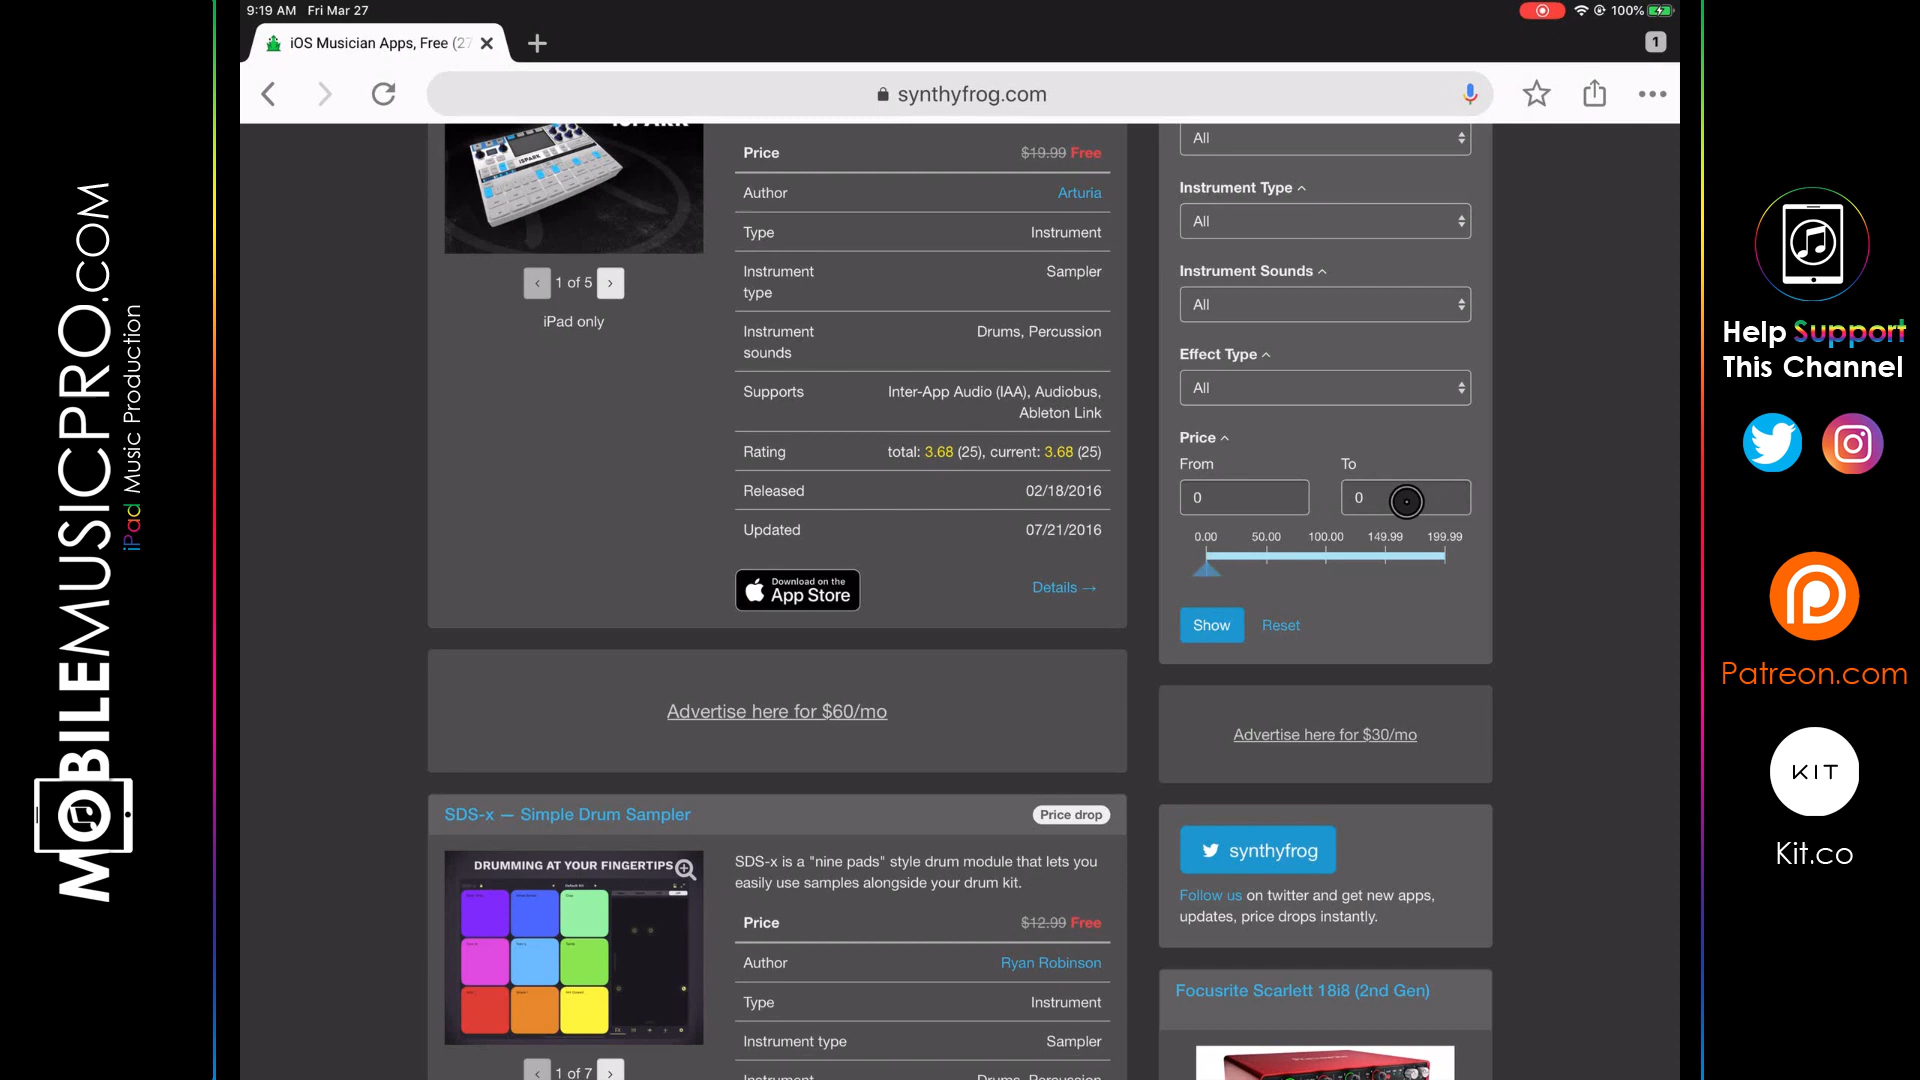 MOBILEMUSICPRO.COM
iPad Music Production
9:19 AM Fri Mar 27
100%
iOS Musician Apps, Free (27
1
synthyfrog.com
iSPARK
Price $19.99 Free
Author Arturia
Type Instrument
Instrument type Sampler
Instrument sounds Drums, Percussion
Supports Inter-App Audio (IAA), Audiobus,
Ableton Link
Rating total: 3.68 (25), current: 3.68 (25)
Released 02/18/2016
Updated 07/21/2016
‹ 1 of 5 ›
iPad only
Download on the
App Store
Details →
Advertise here for $60/mo
SDS-x — Simple Drum Sampler
Price drop
DRUMMING AT YOUR FINGERTIPS
SDS-x is a "nine pads" style drum module that lets you
easily use samples alongside your drum kit.
Price $12.99 Free
Author Ryan Robinson
Type Instrument
Instrument type Sampler
Instrument Drums, Percussion
‹ 1 of 7 ›
All
Instrument Type
All
Instrument Sounds
All
Effect Type
All
Price
From To
0 0
0.00 50.00 100.00 149.99 199.99
Show Reset
Advertise here for $30/mo
synthyfrog
Follow us on twitter and get new apps,
updates, price drops instantly.
Focusrite Scarlett 18i8 (2nd Gen)
Help Support
This Channel
Patreon.com
KIT
Kit.co